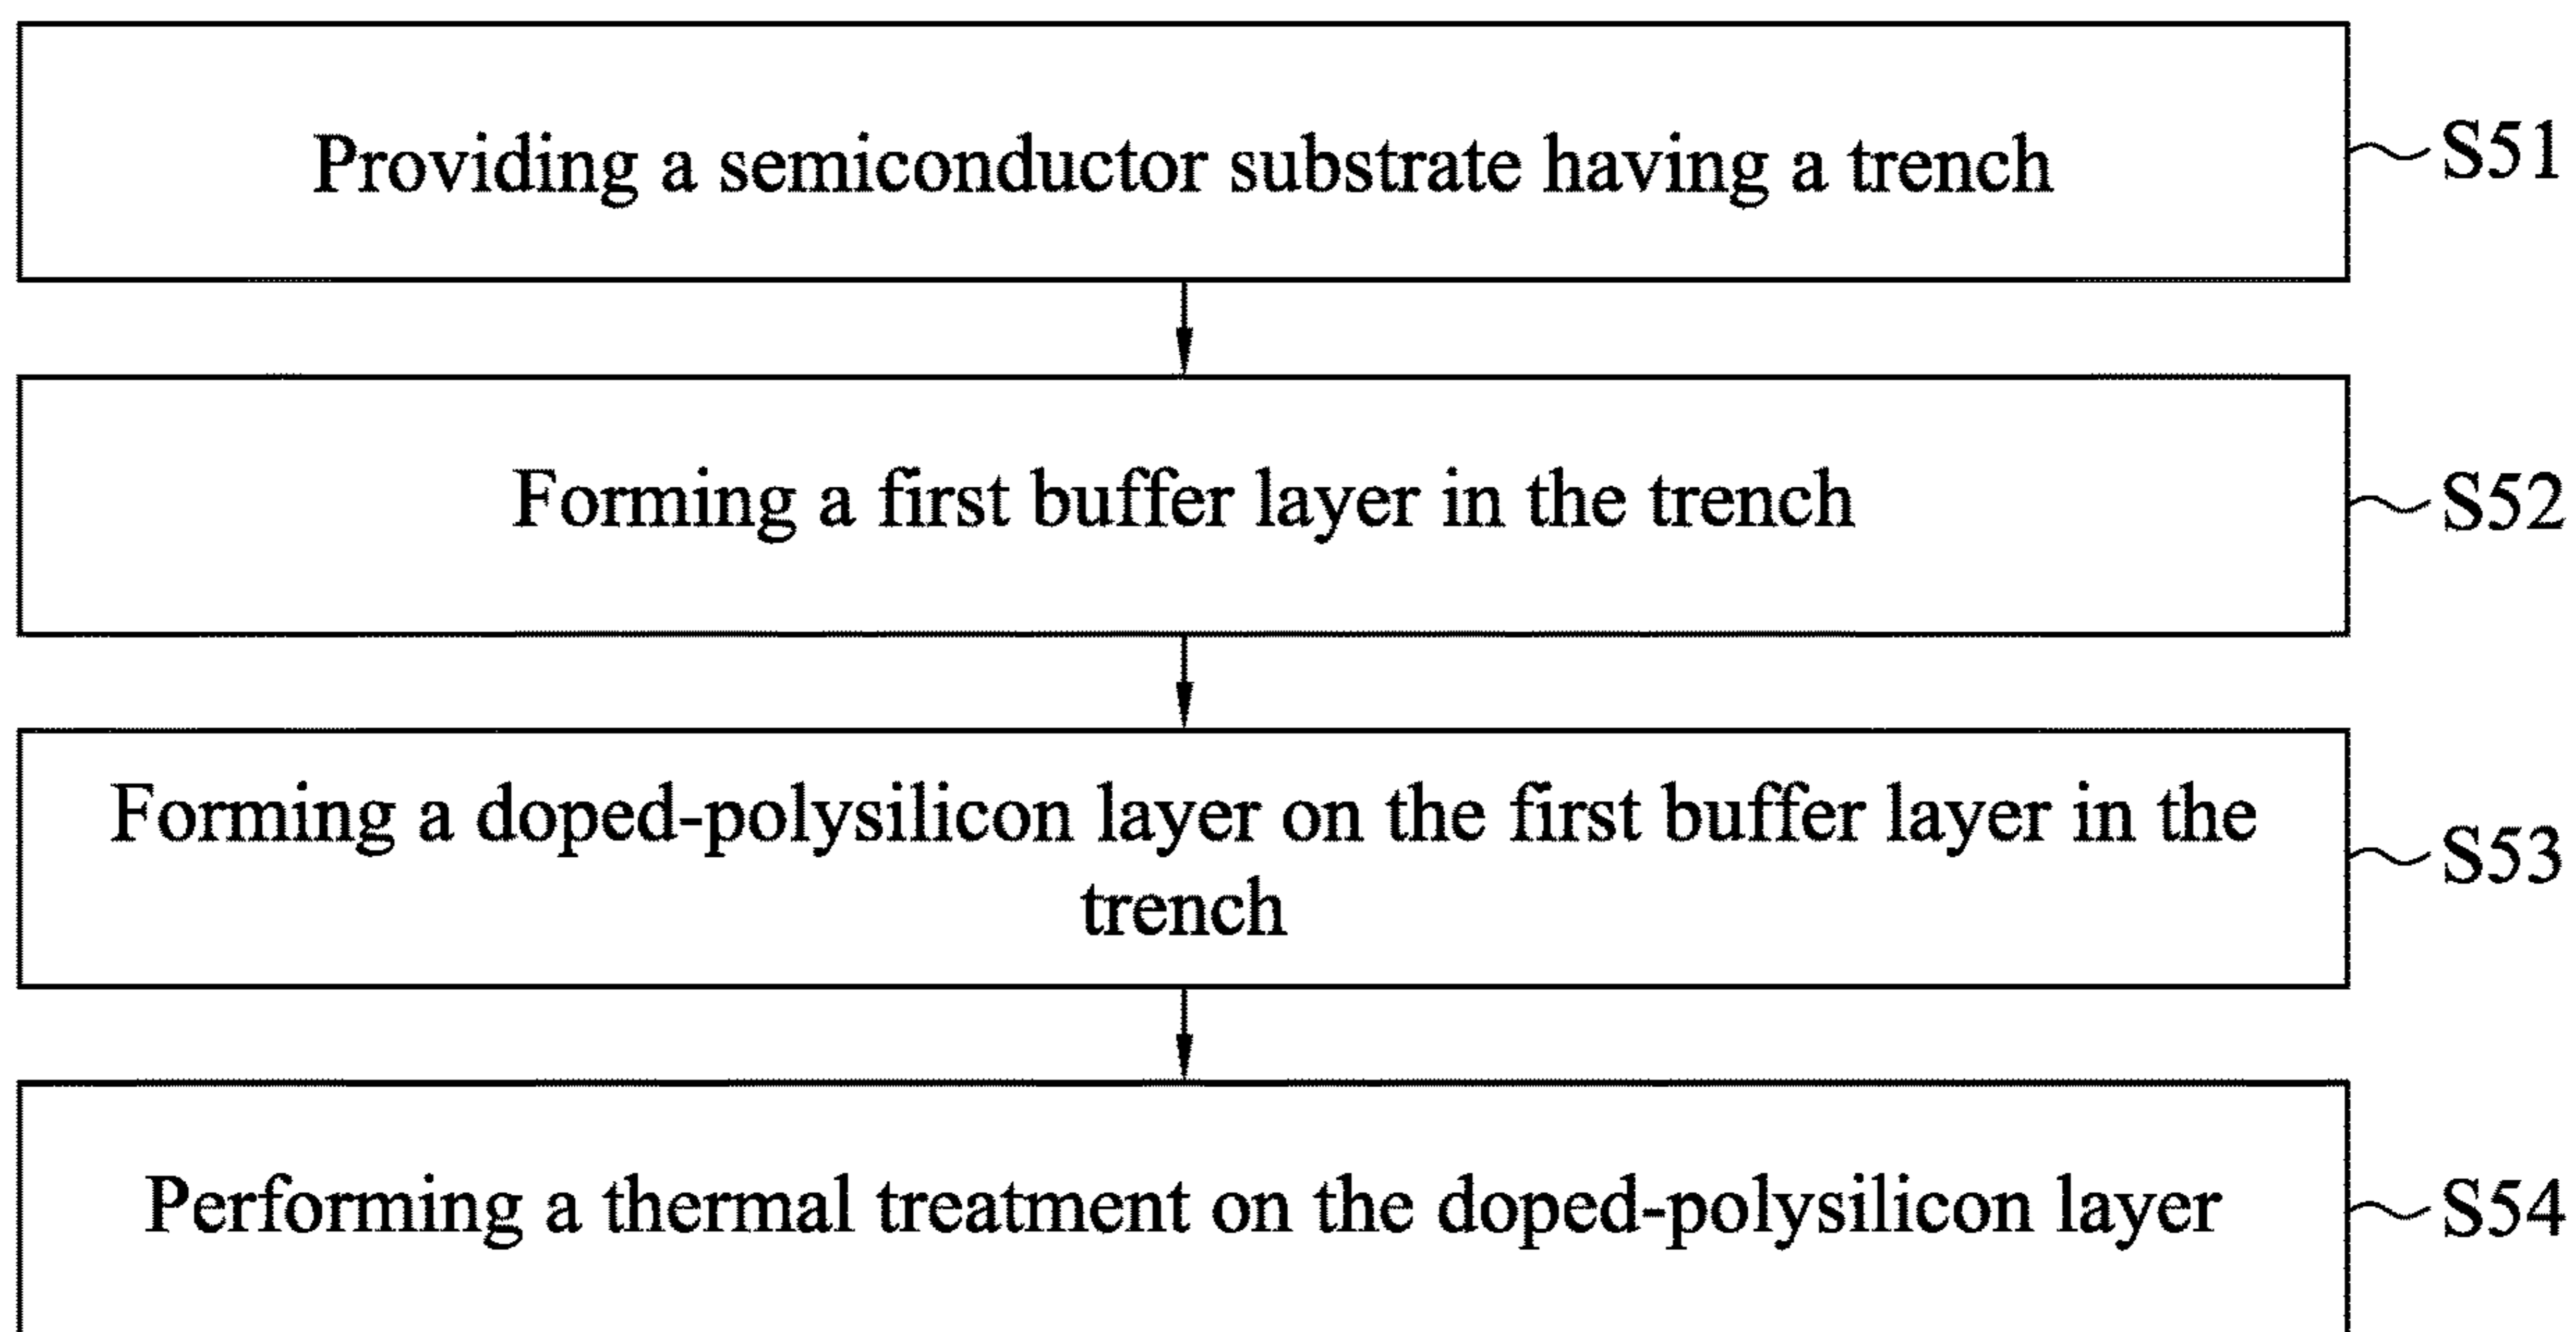 Providing a semiconductor substrate having a trench
S51
Forming a first buffer layer in the trench
S52
Forming a doped-polysilicon layer on the first buffer layer in the
trench
S53
Performing a thermal treatment on the doped-polysilicon layer
S54